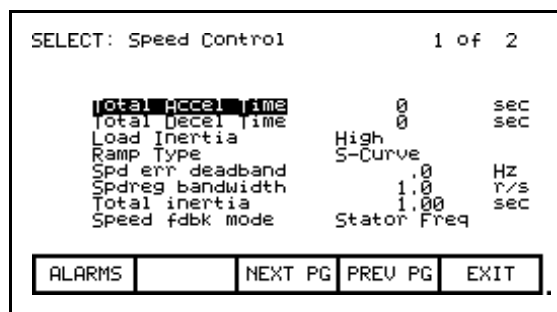 SELECT: Speed Control 1 of 2
Total Accel Time 0 sec
Total Decel Time 0 sec
Load Inertia High
Ramp Type S-Curve
Spd err deadband .0 Hz
Spdreg bandwidth 1.0 r/s
Total inertia 1.00 sec
Speed fdbk mode Stator Freq
ALARMS NEXT PG PREV PG EXIT